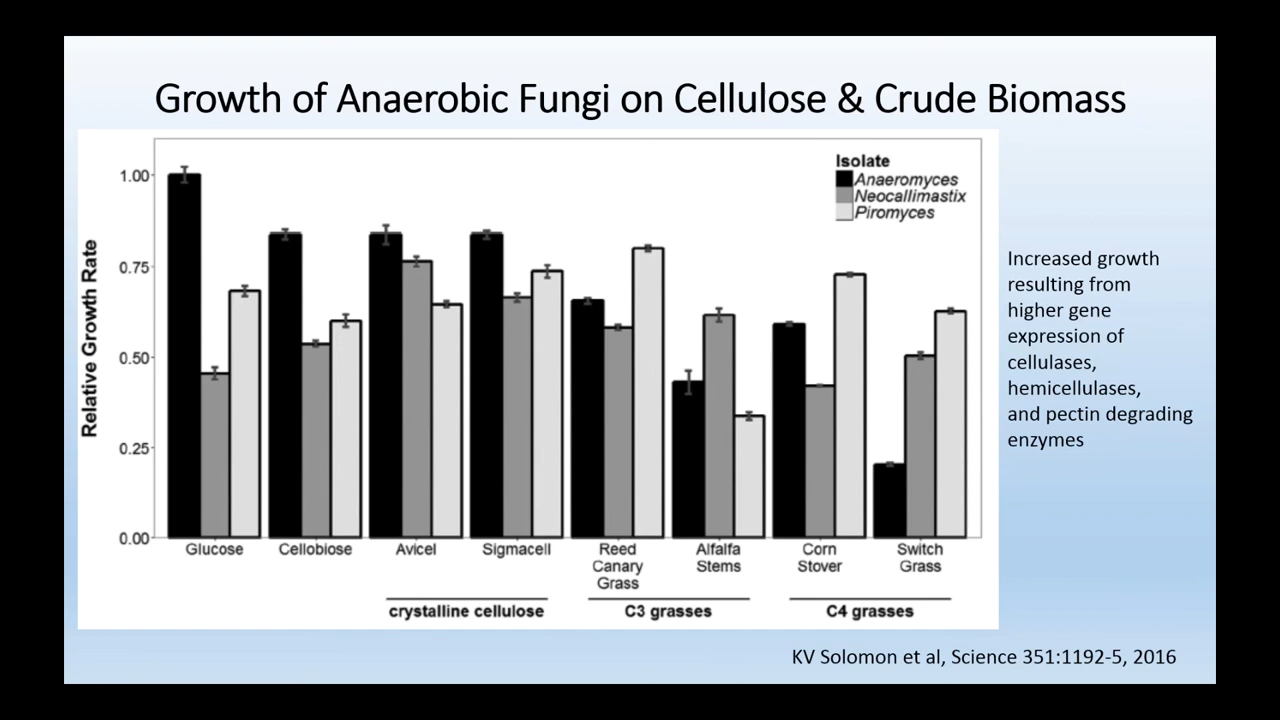 Growth of Anaerobic Fungi on Cellulose & Crude Biomass
Relative Growth Rate
1.00
0.75
0.50
0.25
0.00
Isolate
Anaeromyces
Neocallimastix
Piromyces
Glucose
Cellobiose
Avicel
Sigmacell
Reed
Canary
Grass
Alfalfa
Stems
Corn
Stover
Switch
Grass
crystalline cellulose
C3 grasses
C4 grasses
Increased growth
resulting from
higher gene
expression of
cellulases,
hemicellulases,
and pectin degrading
enzymes
KV Solomon et al, Science 351:1192-5, 2016